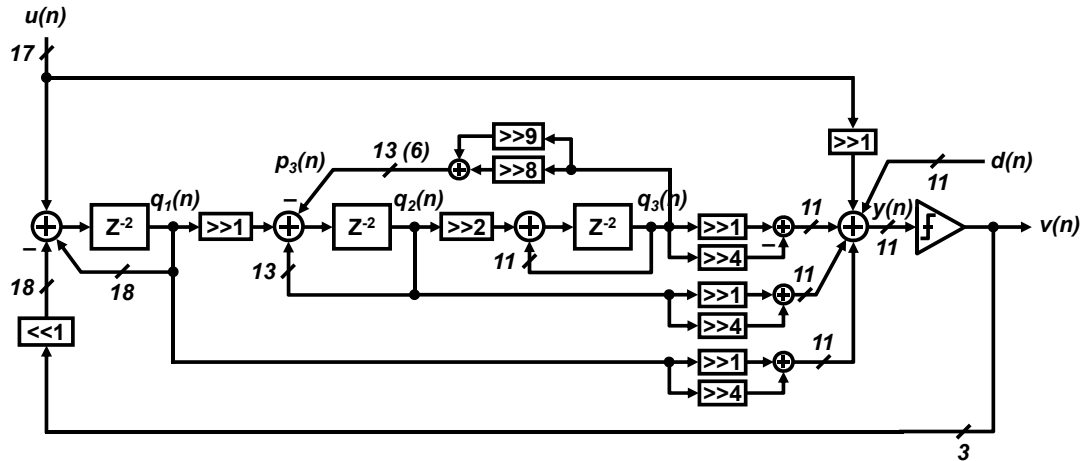 u(n)
17
>>9
>>1
p₃(n)
13 (6)
>>8
d(n)
11
q₁(n)
q₂(n)
q₃(n)
y(n)
−
Z⁻²
>>1
Z⁻²
>>2
Z⁻²
>>1
11
11
v(n)
−
−
18
18
13
11
>>4
11
>>1
<<1
>>4
11
>>1
>>4
3